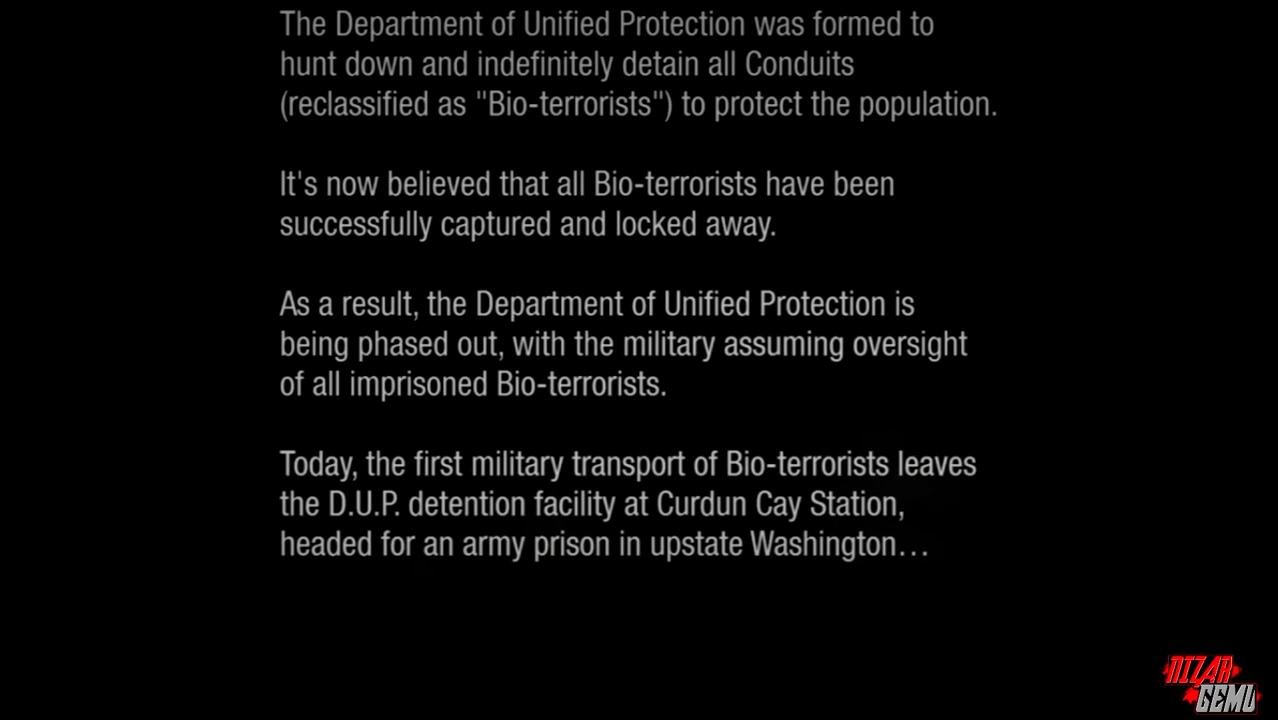 The Department of Unified Protection was formed to
hunt down and indefinitely detain all Conduits
(reclassified as "Bio-terrorists") to protect the population.
It's now believed that all Bio-terrorists have been
successfully captured and locked away.
As a result, the Department of Unified Protection is
being phased out, with the military assuming oversight
of all imprisoned Bio-terrorists.
Today, the first military transport of Bio-terrorists leaves
the D.U.P. detention facility at Curdun Cay Station,
headed for an army prison in upstate Washington…
NIZAR
GEMU